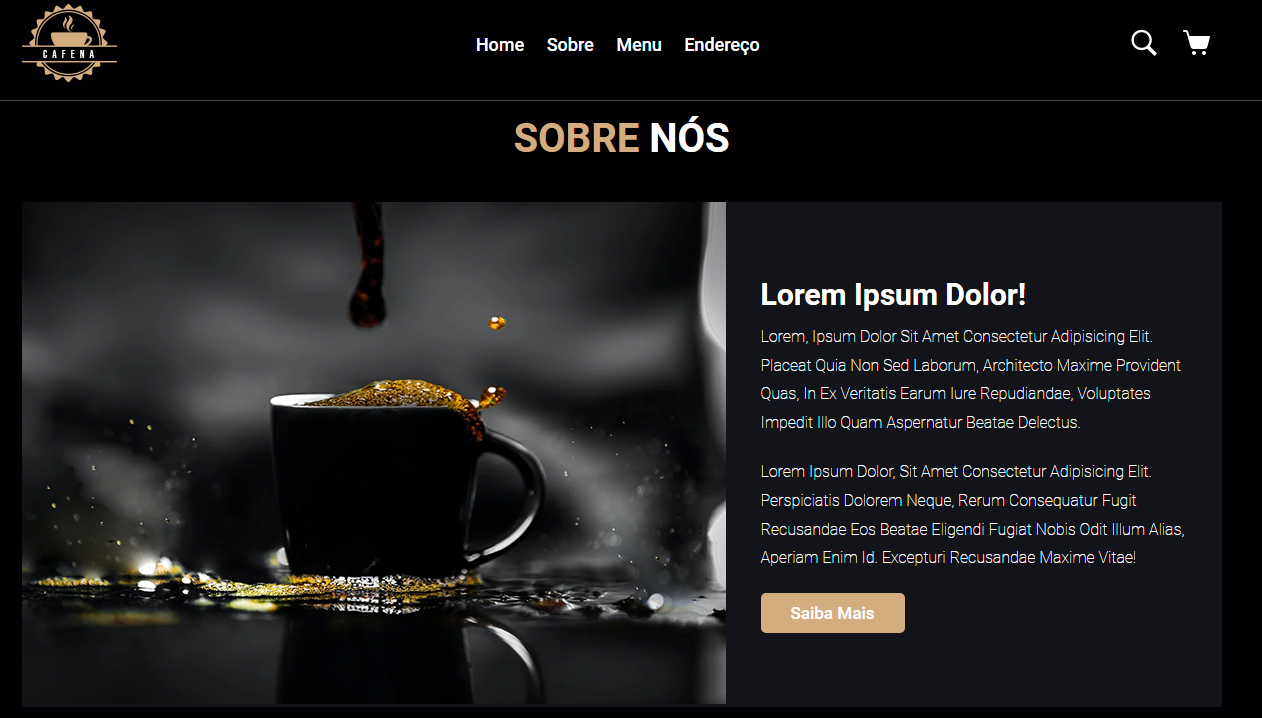 CAFENA
Home Sobre Menu Endereço
SOBRE NÓS
Lorem Ipsum Dolor!
Lorem, Ipsum Dolor Sit Amet Consectetur Adipisicing Elit.
Placeat Quia Non Sed Laborum, Architecto Maxime Provident
Quas, In Ex Veritatis Earum Iure Repudiandae, Voluptates
Impedit Illo Quam Aspernatur Beatae Delectus.
Lorem Ipsum Dolor, Sit Amet Consectetur Adipisicing Elit.
Perspiciatis Dolorem Neque, Rerum Consequatur Fugit
Recusandae Eos Beatae Eligendi Fugiat Nobis Odit Illum Alias,
Aperiam Enim Id. Excepturi Recusandae Maxime Vitae!
Saiba Mais